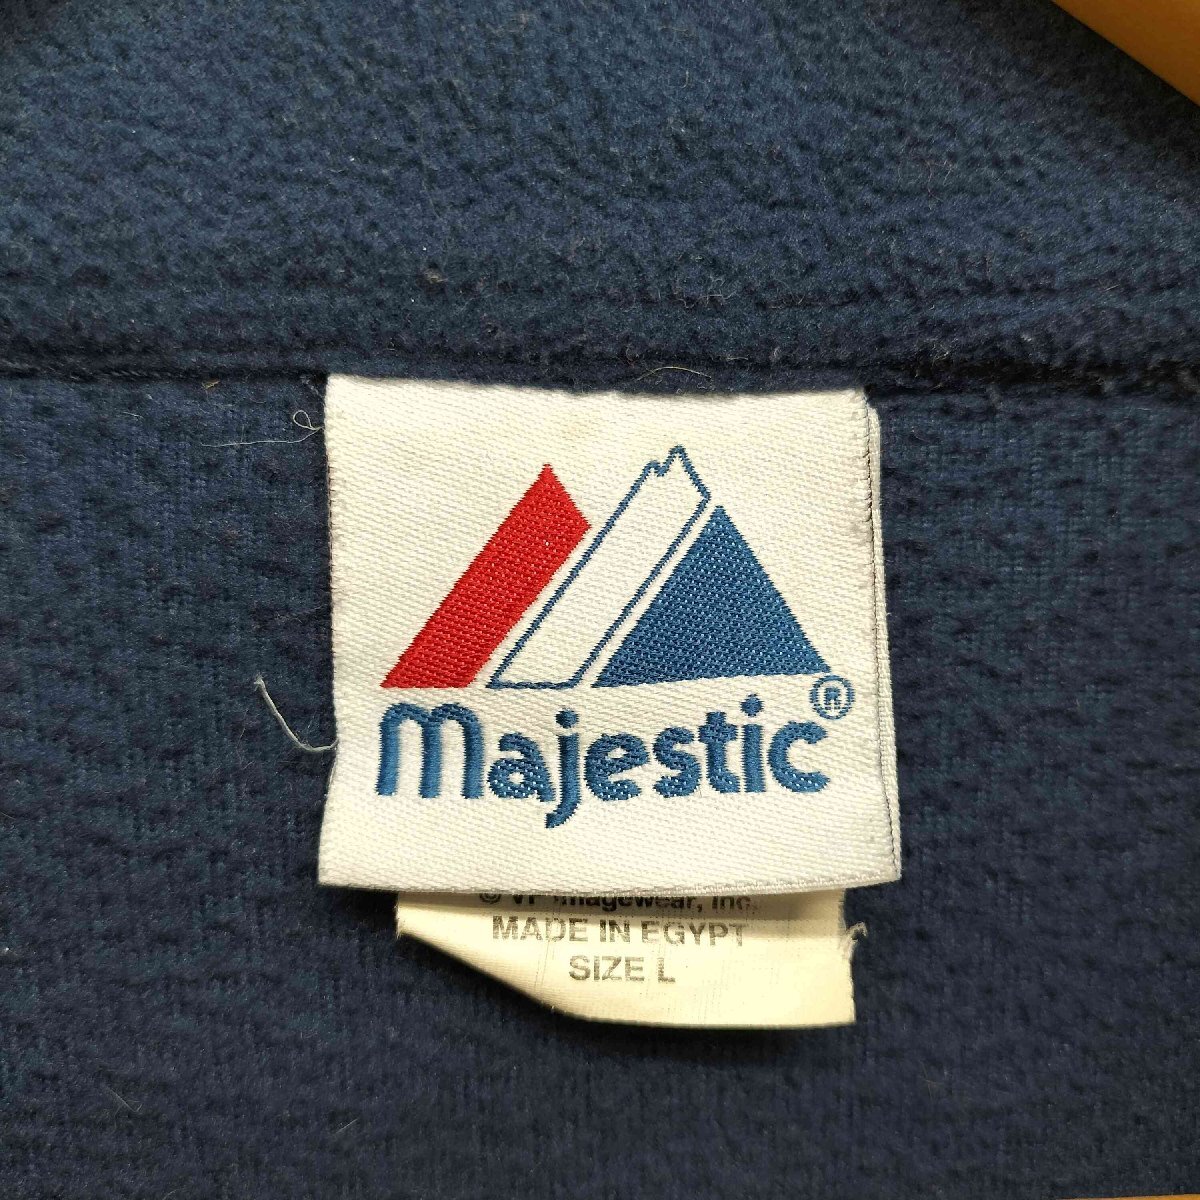 Majestic®
© VF Imagewear, Inc.
MADE IN EGYPT
SIZE L